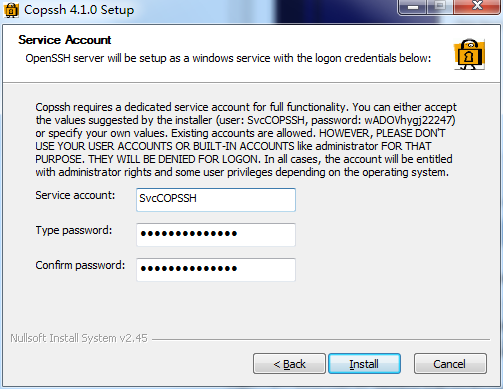 Copssh 4.1.0 Setup
Service Account
OpenSSH server will be setup as a windows service with the logon credentials below:
Copssh requires a dedicated service account for full functionality. You can either accept
the values suggested by the installer (user: SvcCOPSSH, password: wADOVhygj22247)
or specify your own values. Existing accounts are allowed. HOWEVER, PLEASE DON'T
USE YOUR USER ACCOUNTS OR BUILT-IN ACCOUNTS like administrator FOR THAT
PURPOSE. THEY WILL BE DENIED FOR LOGON. In all cases, the account will be entitled
with administrator rights and some user privileges depending on the operating system.
Service account: SvcCOPSSH
Type password: ●●●●●●●●●●●●●●
Confirm password: ●●●●●●●●●●●●●●
Nullsoft Install System v2.45
< Back Install Cancel